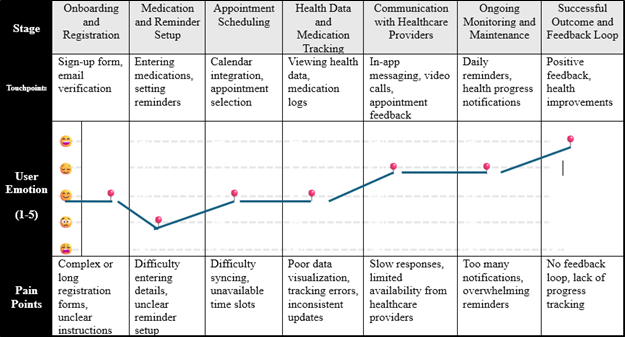 Stage
Onboarding
and
Registration
Medication
and Reminder
Setup
Appointment
Scheduling
Health Data
and
Medication
Tracking
Communication
with Healthcare
Providers
Ongoing
Monitoring and
Maintenance
Successful
Outcome and
Feedback Loop
Touchpoints
Sign-up form,
email
verification
Entering
medications,
setting
reminders
Calendar
integration,
appointment
selection
Viewing health
data,
medication
logs
In-app
messaging, video
calls,
appointment
feedback
Daily
reminders,
health progress
notifications
Positive
feedback,
health
improvements
User
Emotion
(1-5)
Pain
Points
Complex or
long
registration
forms,
unclear
instructions
Difficulty
entering
details,
unclear
reminder
setup
Difficulty
syncing,
unavailable
time slots
Poor data
visualization,
tracking errors,
inconsistent
updates
Slow responses,
limited
availability from
healthcare
providers
Too many
notifications,
overwhelming
reminders
No feedback
loop, lack of
progress
tracking